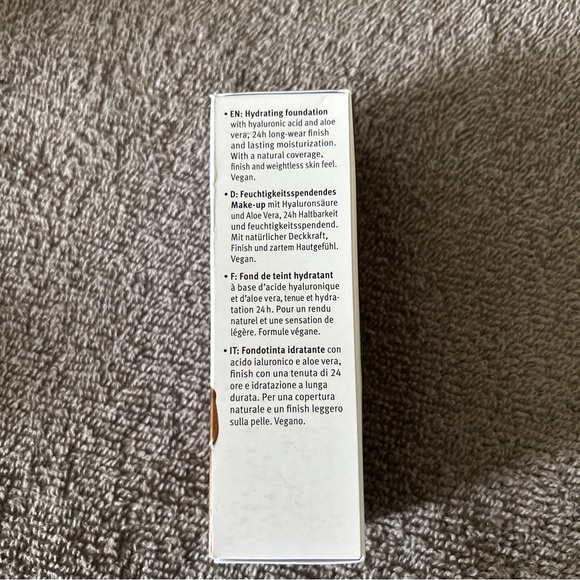 • EN: Hydrating foundation
with hyaluronic acid and aloe
vera, 24h long-wear finish
and lasting moisturization.
With a natural coverage,
finish and weightless skin feel.
Vegan.
• D: Feuchtigkeitsspendendes
Make-up mit Hyaluronsäure
und Aloe Vera, 24h Haltbarkeit
und feuchtigkeitsspendend.
Mit natürlicher Deckkraft,
Finish und zartem Hautgefühl.
Vegan.
• F: Fond de teint hydratant
à base d'acide hyaluronique
et d'aloe vera, tenue et hydra-
tation 24h. Pour un rendu
naturel et une sensation de
légère. Formule végane.
• IT: Fondotinta idratante con
acido ialuronico e aloe vera,
finish con una tenuta di 24
ore e idratazione a lunga
durata. Per una copertura
naturale e un finish leggero
sulla pelle. Vegano.